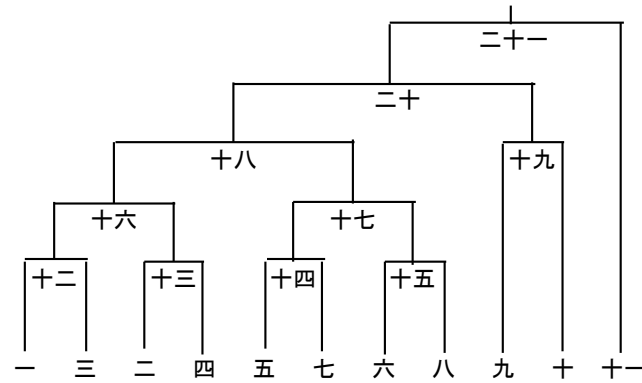 二十一
二十
十八 十九
十六 十七
十二 十三 十四 十五
一 三 二 四 五 七 六 八 九 十 十一